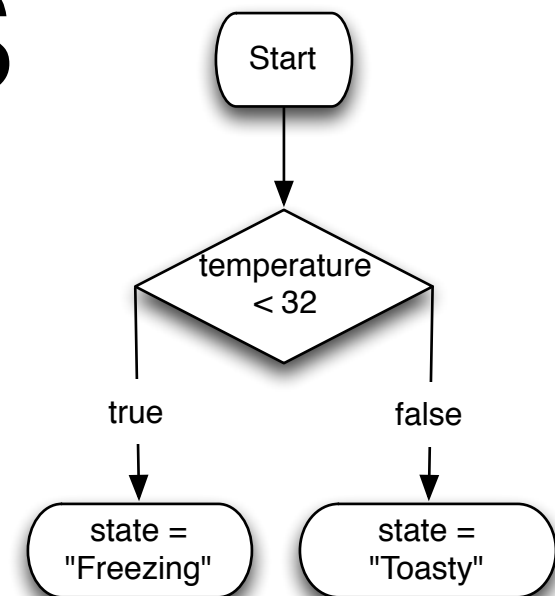 Start
temperature
< 32
true
false
state =
"Freezing"
state =
"Toasty"